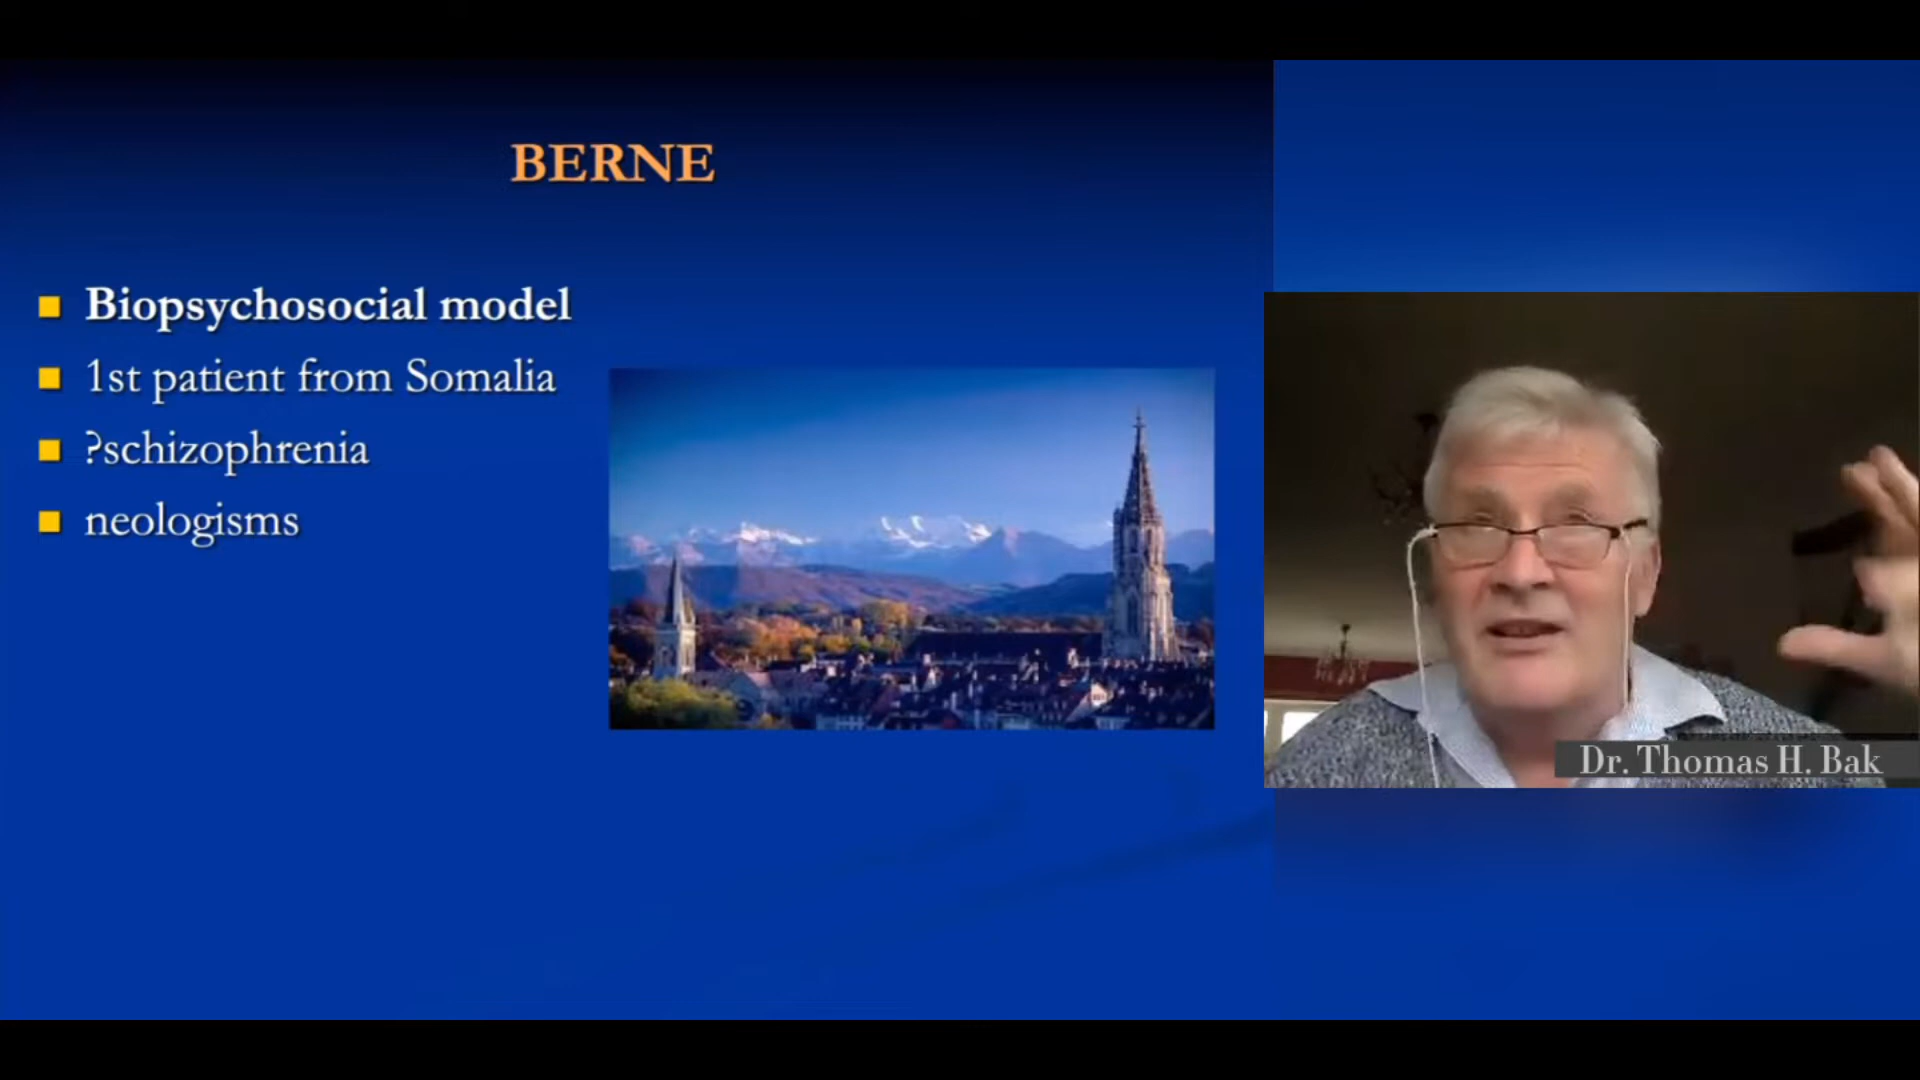 BERNE
Biopsychosocial model
1st patient from Somalia
?schizophrenia
neologisms
Dr. Thomas H. Bak